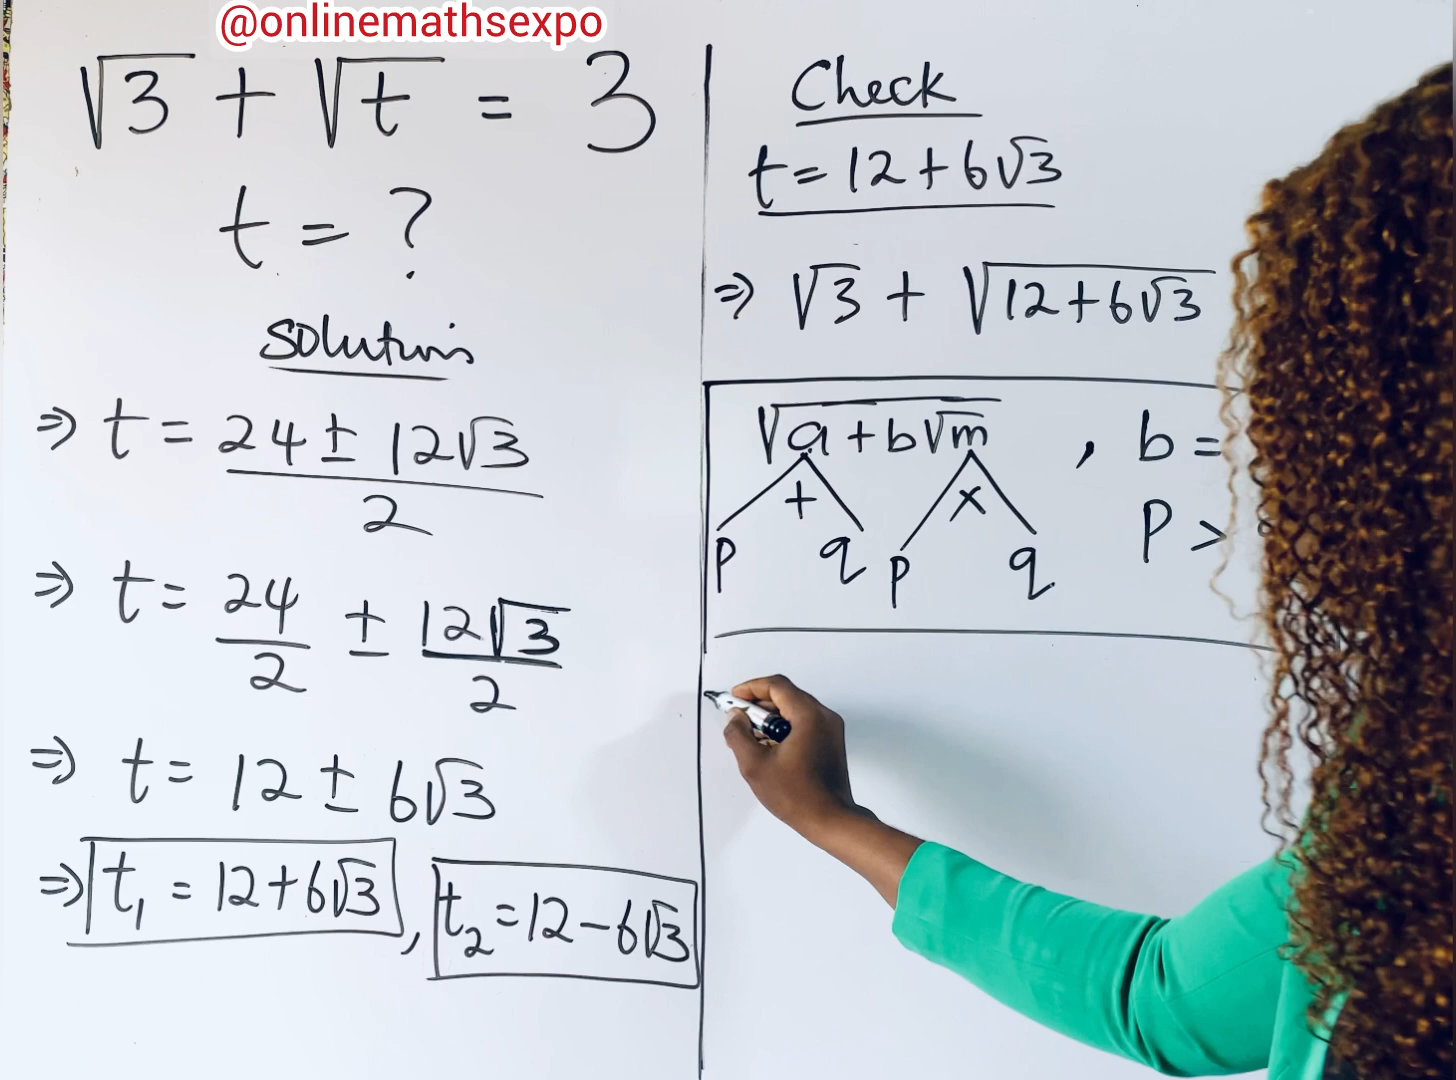 @onlinemathsexpo
√3 + √t = 3
t = ?
Solutions
⇒ t = (24 ± 12√3)/2
⇒ t = 24/2 ± 12√3/2
⇒ t = 12 ± 6√3
⇒ t₁ = 12+6√3, t₂ = 12-6√3
Check
t = 12+6√3
⇒ √3 + √(12+6√3)
√(a+b√m) , b =
+ × P >
p q p q